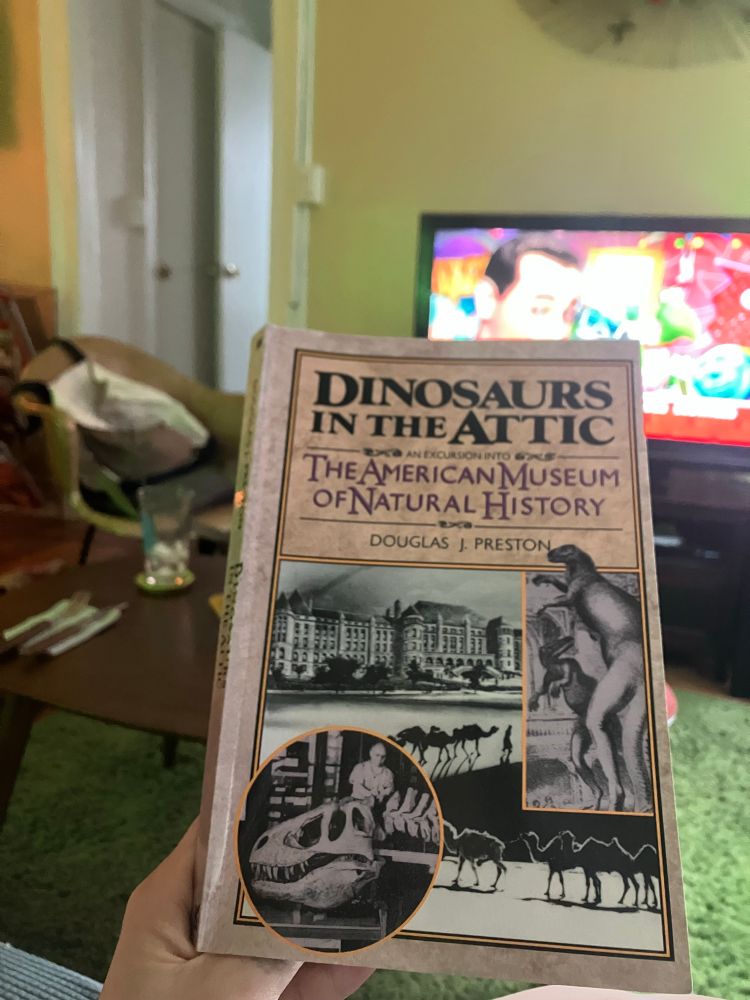 DINOSAURS
IN THE ATTIC
AN EXCURSION INTO
THE AMERICAN MUSEUM
OF NATURAL HISTORY
DOUGLAS J. PRESTON